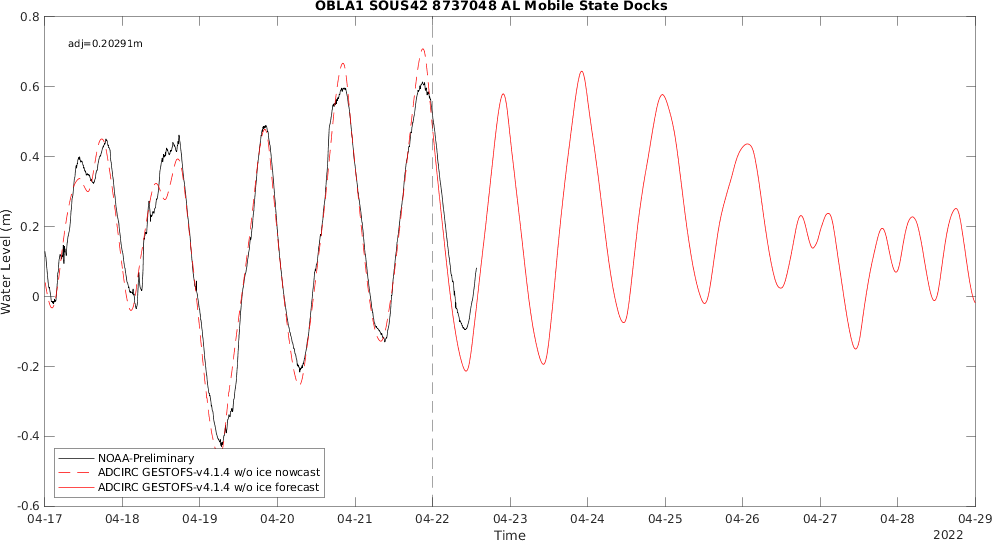 OBLA1 SOUS42 8737048 AL Mobile State Docks
adj=0.20291m
0.8
0.6
0.4
0.2
0
-0.2
-0.4
-0.6
Water Level (m)
NOAA-Preliminary
ADCIRC GESTOFS-v4.1.4 w/o ice nowcast
ADCIRC GESTOFS-v4.1.4 w/o ice forecast
04-17 04-18 04-19 04-20 04-21 04-22 04-23 04-24 04-25 04-26 04-27 04-28 04-29
Time
2022